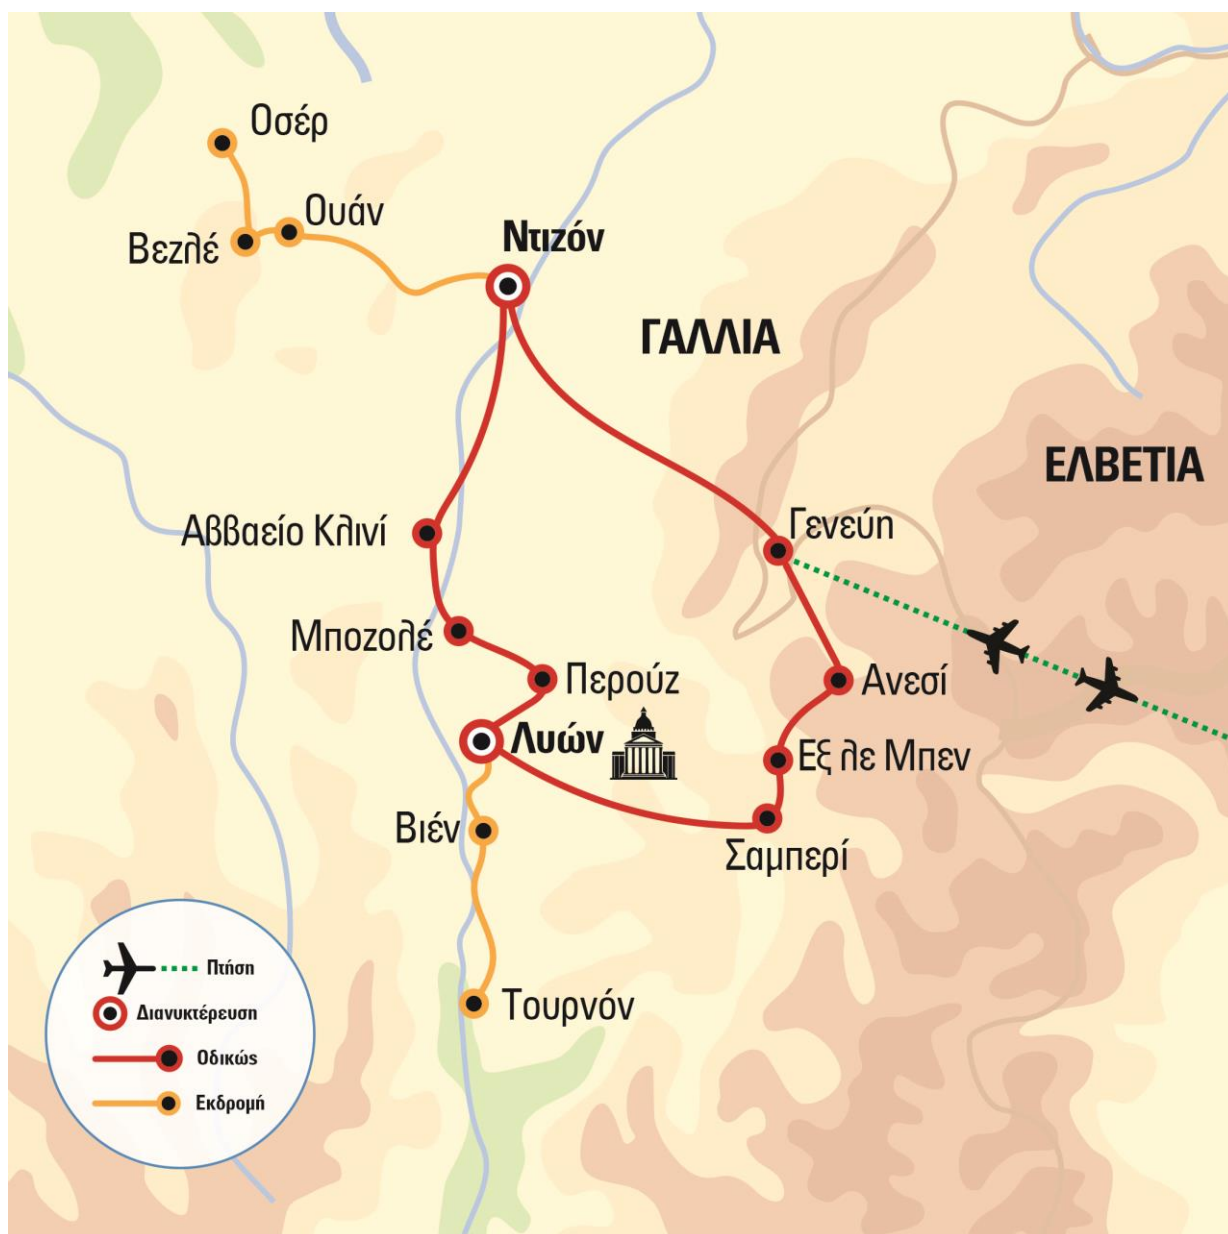 Οσέρ
Ουάν
Βεζλέ
Ντιζόν
ΓΑΛΛΙΑ
ΕΛΒΕΤΙΑ
Αββαείο Κλινί
Γενεύη
Μποζολέ
Περούζ
Ανεσί
Λυών
Εξ λε Μπεν
Βιέν
Σαμπερί
Τουρνόν
Πτήση
Διανυκτέρευση
Οδικώς
Εκδρομή